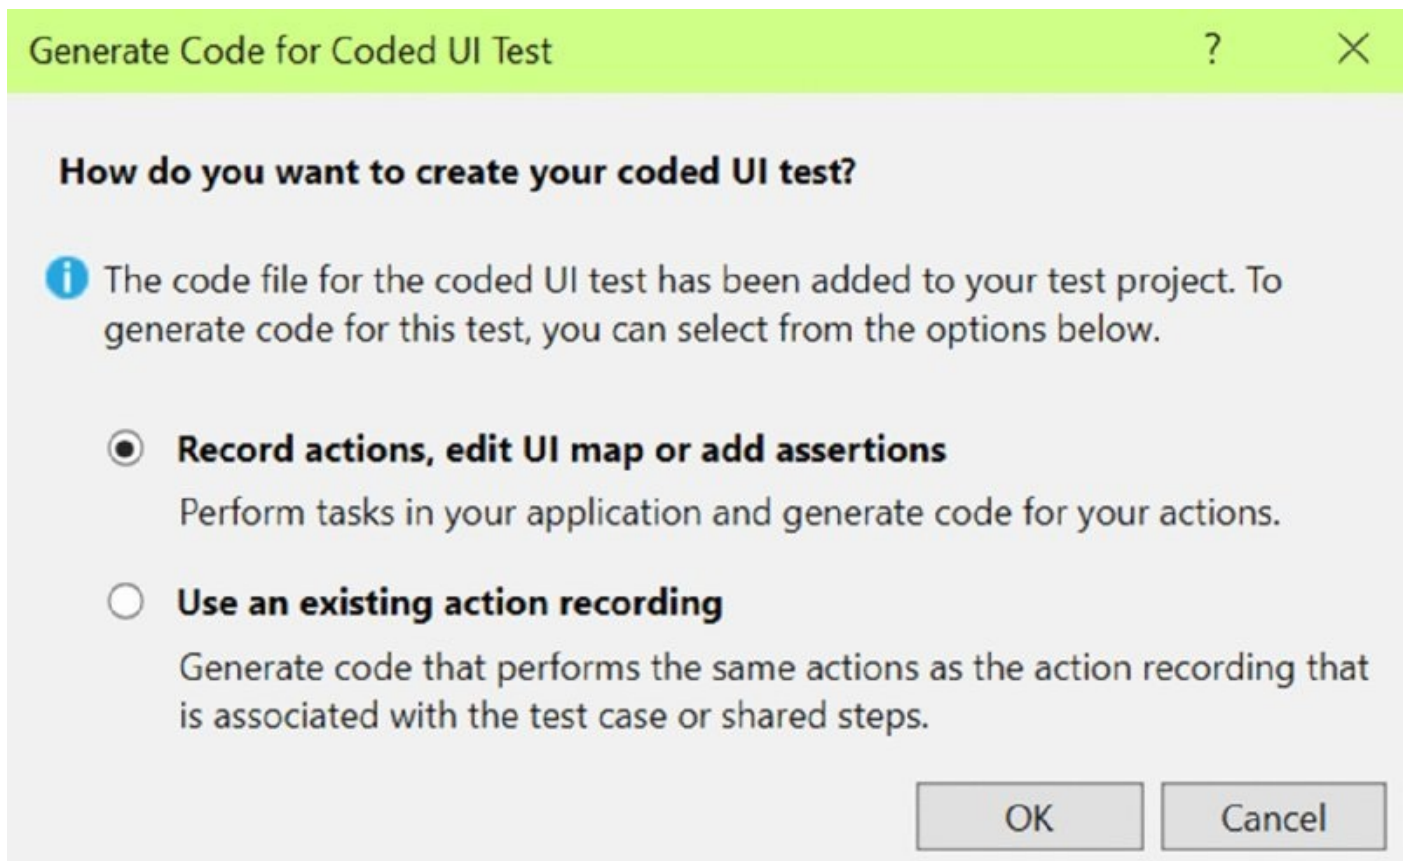 Generate Code for Coded UI Test ?
How do you want to create your coded UI test?
The code file for the coded UI test has been added to your test project. To
generate code for this test, you can select from the options below.
Record actions, edit UI map or add assertions
Perform tasks in your application and generate code for your actions.
Use an existing action recording
Generate code that performs the same actions as the action recording that
is associated with the test case or shared steps.
OK Cancel